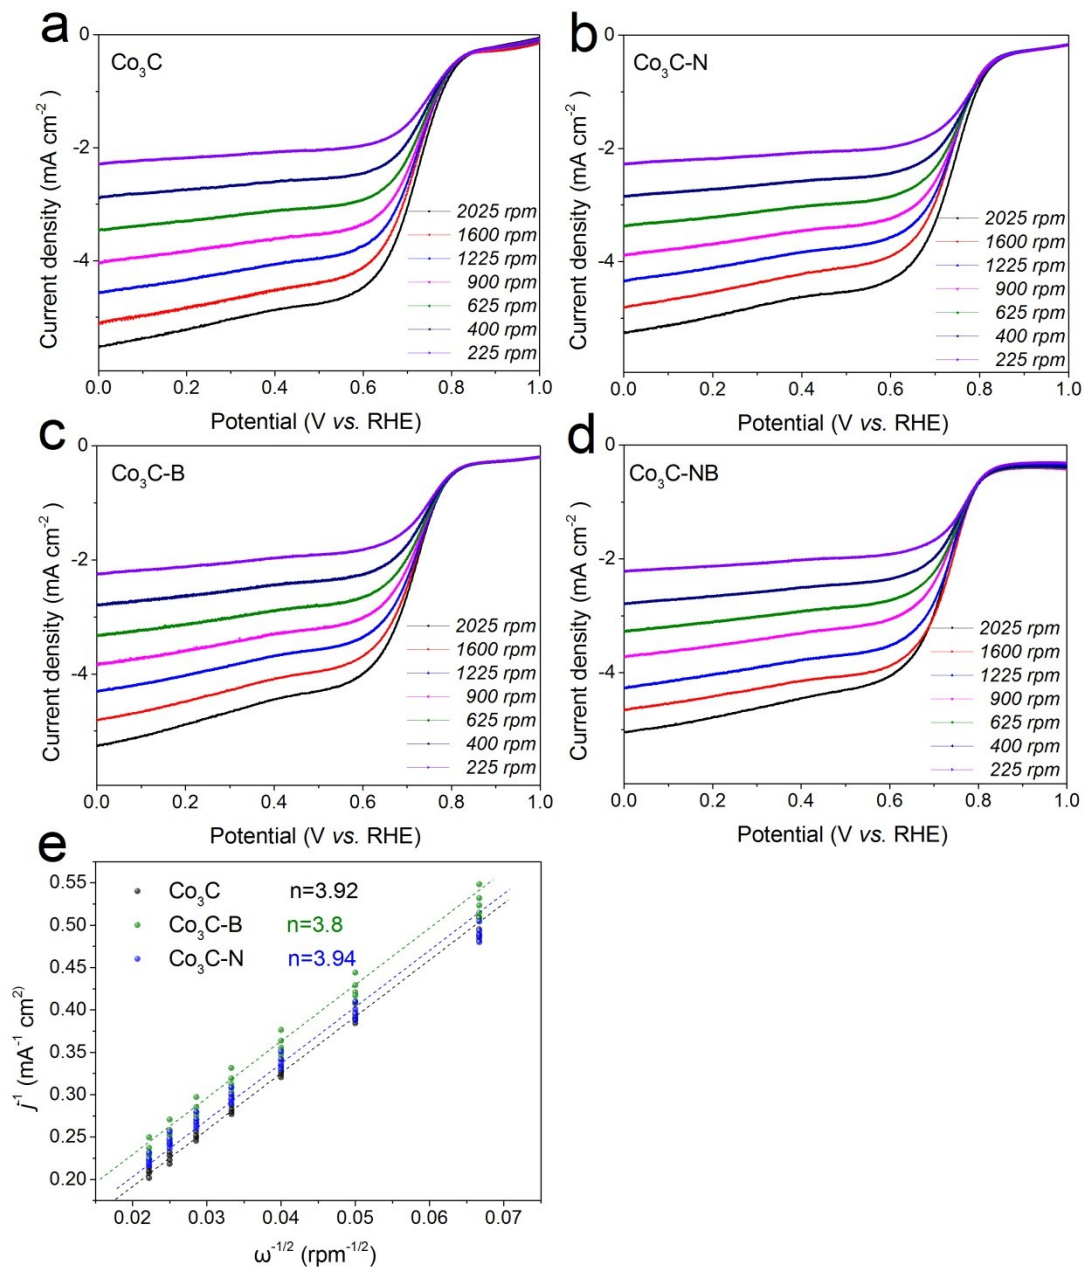 a
Co₃C
0
-2
-4
Current density (mA cm⁻²)
2025 rpm
1600 rpm
1225 rpm
900 rpm
625 rpm
400 rpm
225 rpm
0.0 0.2 0.4 0.6 0.8 1.0
Potential (V vs. RHE)
b
Co₃C-N
0
-2
-4
Current density (mA cm⁻²)
2025 rpm
1600 rpm
1225 rpm
900 rpm
625 rpm
400 rpm
225 rpm
0.0 0.2 0.4 0.6 0.8 1.0
Potential (V vs. RHE)
c
Co₃C-B
0
-2
-4
Current density (mA cm⁻²)
2025 rpm
1600 rpm
1225 rpm
900 rpm
625 rpm
400 rpm
225 rpm
0.0 0.2 0.4 0.6 0.8 1.0
Potential (V vs. RHE)
d
Co₃C-NB
0
-2
-4
Current density (mA cm⁻²)
2025 rpm
1600 rpm
1225 rpm
900 rpm
625 rpm
400 rpm
225 rpm
0.0 0.2 0.4 0.6 0.8 1.0
Potential (V vs. RHE)
e
Co₃C n=3.92
Co₃C-B n=3.8
Co₃C-N n=3.94
0.55
0.50
0.45
0.40
0.35
0.30
0.25
0.20
j⁻¹ (mA⁻¹ cm²⁾
0.02 0.03 0.04 0.05 0.06 0.07
ω⁻¹/² (rpm⁻¹/²)